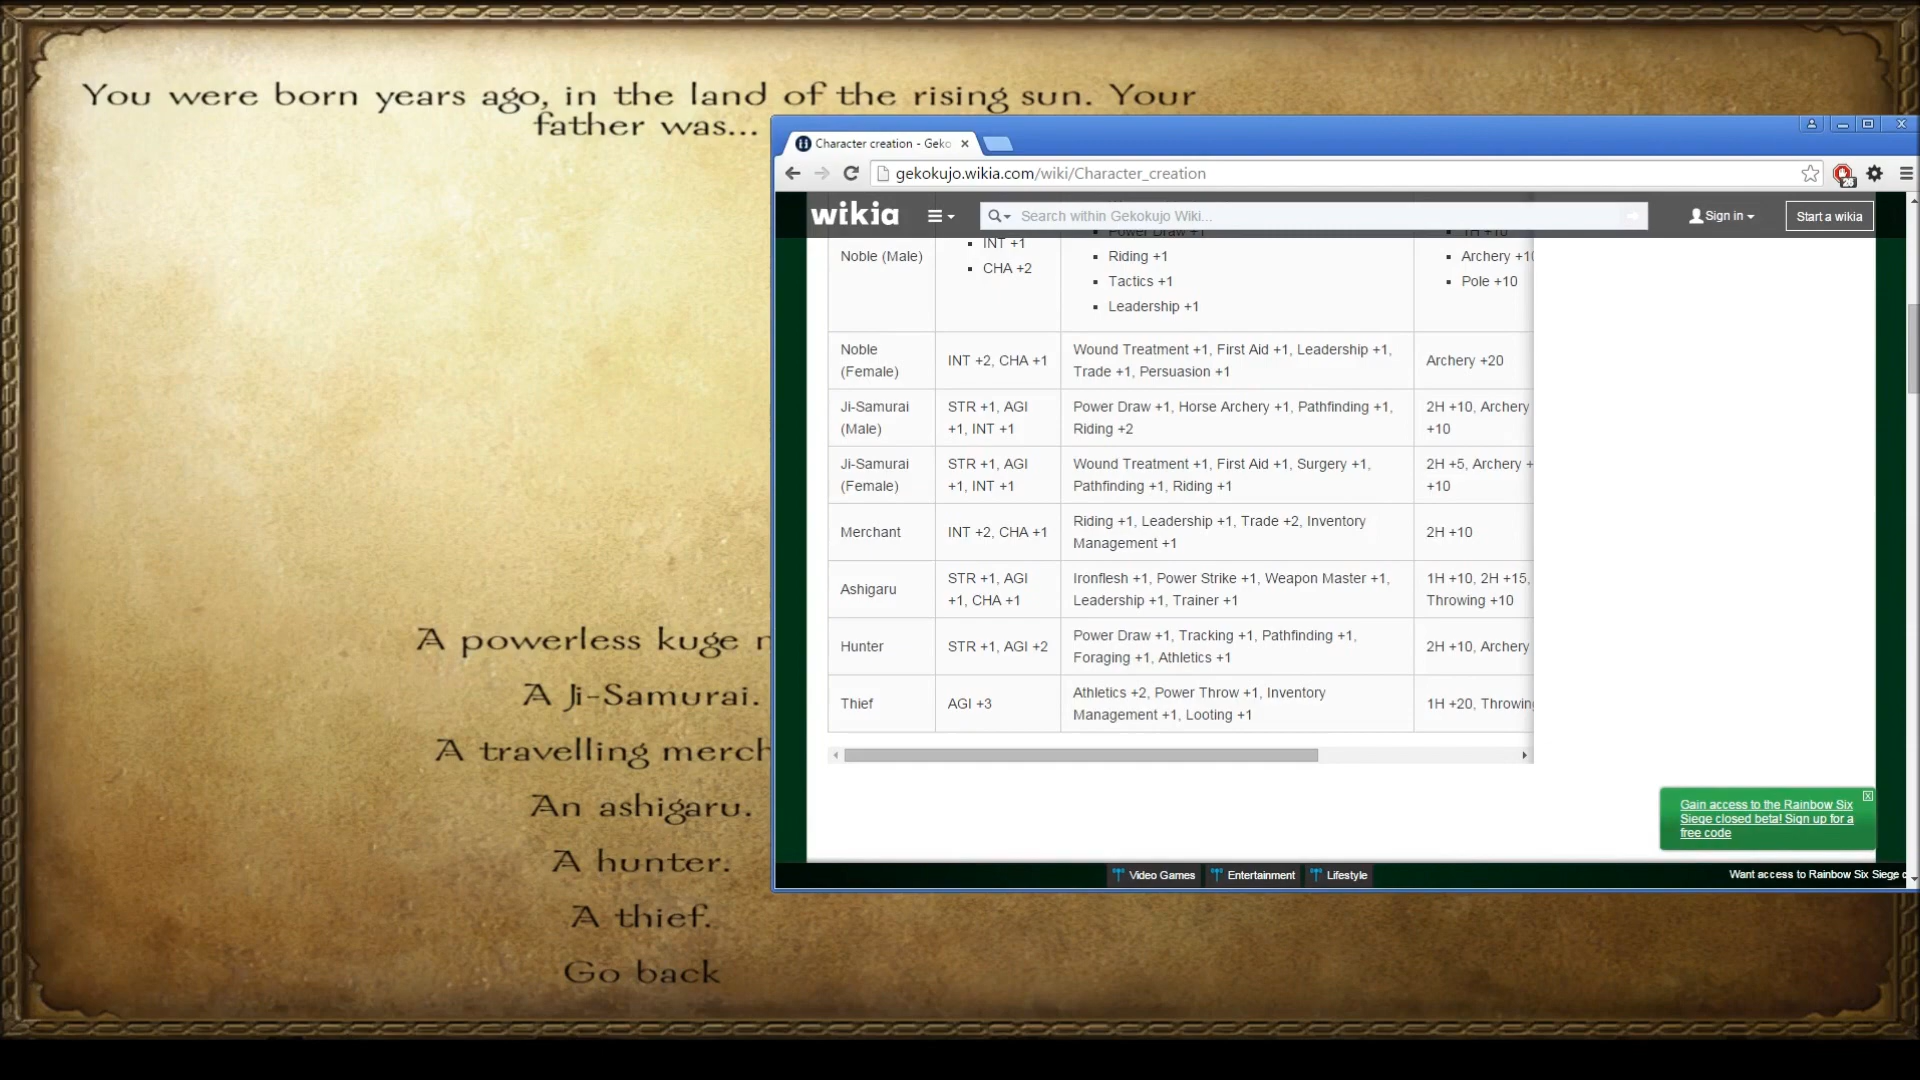 You were born years ago, in the land of the rising sun. Your
father was...
A powerless kuge
A Ji-Samurai.
A travelling
An ashigaru.
A hunter.
A thief.
Go back
Character creation - Geko
gekokujo.wikia.com/wiki/Character_creation
wikia
Search within Gekokujo Wiki...
Sign in
Start a wikia
Noble (Male)
INT +1
CHA +2
Power Draw +1
Riding +1
Tactics +1
Leadership +1
1H +10
Archery +10
Pole +10
Noble
(Female)
INT +2, CHA +1
Wound Treatment +1, First Aid +1, Leadership +1,
Trade +1, Persuasion +1
Archery +20
Ji-Samurai
(Male)
STR +1, AGI
+1, INT +1
Power Draw +1, Horse Archery +1, Pathfinding +1,
Riding +2
2H +10, Archery
+10
Ji-Samurai
(Female)
STR +1, AGI
+1, INT +1
Wound Treatment +1, First Aid +1, Surgery +1,
Pathfinding +1, Riding +1
2H +5, Archery +
+10
Merchant
INT +2, CHA +1
Riding +1, Leadership +1, Trade +2, Inventory
Management +1
2H +10
Ashigaru
STR +1, AGI
+1, CHA +1
Ironflesh +1, Power Strike +1, Weapon Master +1,
Leadership +1, Trainer +1
1H +10, 2H +15,
Throwing +10
Hunter
STR +1, AGI +2
Power Draw +1, Tracking +1, Pathfinding +1,
Foraging +1, Athletics +1
2H +10, Archery
Thief
AGI +3
Athletics +2, Power Throw +1, Inventory
Management +1, Looting +1
1H +20, Throwing
Gain access to the Rainbow Six
Siege closed beta! Sign up for a
free code
Video Games
Entertainment
Lifestyle
Want access to Rainbow Six Siege